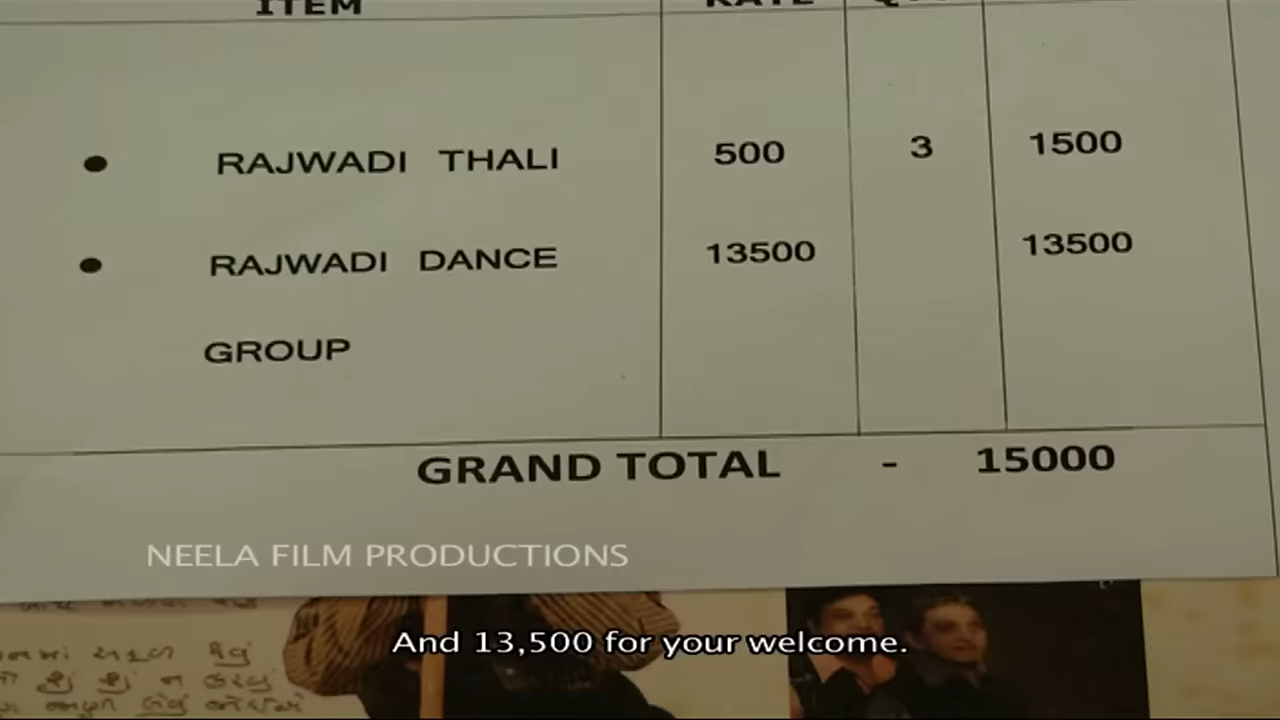 ITEM RATE
RAJWADI THALI 500 3 1500
RAJWADI DANCE 13500 13500
GROUP
GRAND TOTAL - 15000
NEELA FILM PRODUCTIONS
And 13,500 for your welcome.